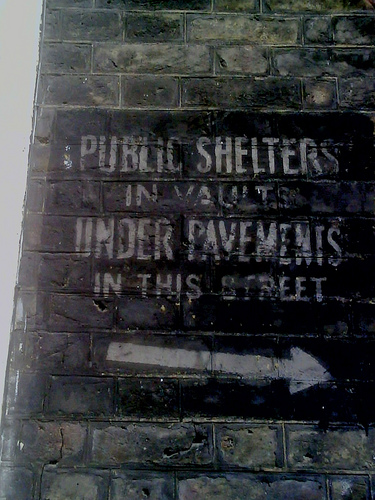 PUBLIC SHELTERS
IN VAULTS
UNDER PAVEMENTS
IN THIS STREET